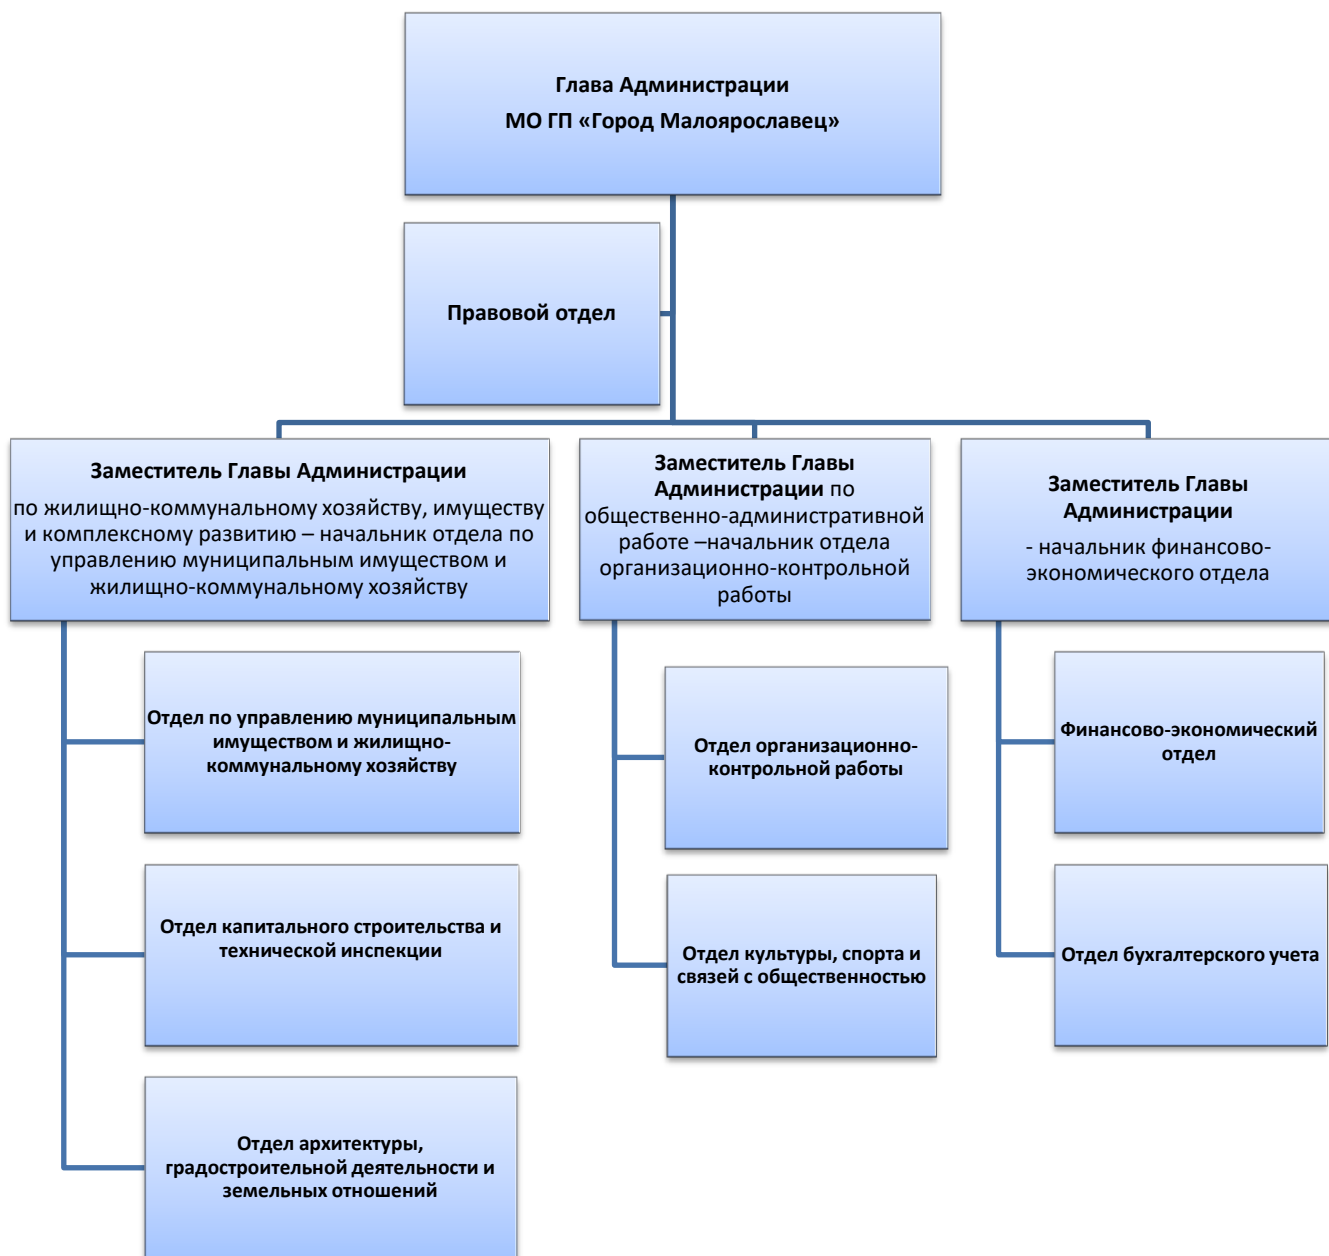 Глава Администрации
МО ГП «Город Малоярославец»
Правовой отдел
Заместитель Главы Администрации
по жилищно-коммунальному хозяйству, имуществу
и комплексному развитию – начальник отдела по
управлению муниципальным имуществом и
жилищно-коммунальному хозяйству
Заместитель Главы
Администрации по
общественно-административной
работе –начальник отдела
организационно-контрольной
работы
Заместитель Главы
Администрации
- начальник финансово-
экономического отдела
Отдел по управлению муниципальным
имуществом и жилищно-
коммунальному хозяйству
Отдел организационно-
контрольной работы
Финансово-экономический
отдел
Отдел капитального строительства и
технической инспекции
Отдел культуры, спорта и
связей с общественностью
Отдел бухгалтерского учета
Отдел архитектуры,
градостроительной деятельности и
земельных отношений